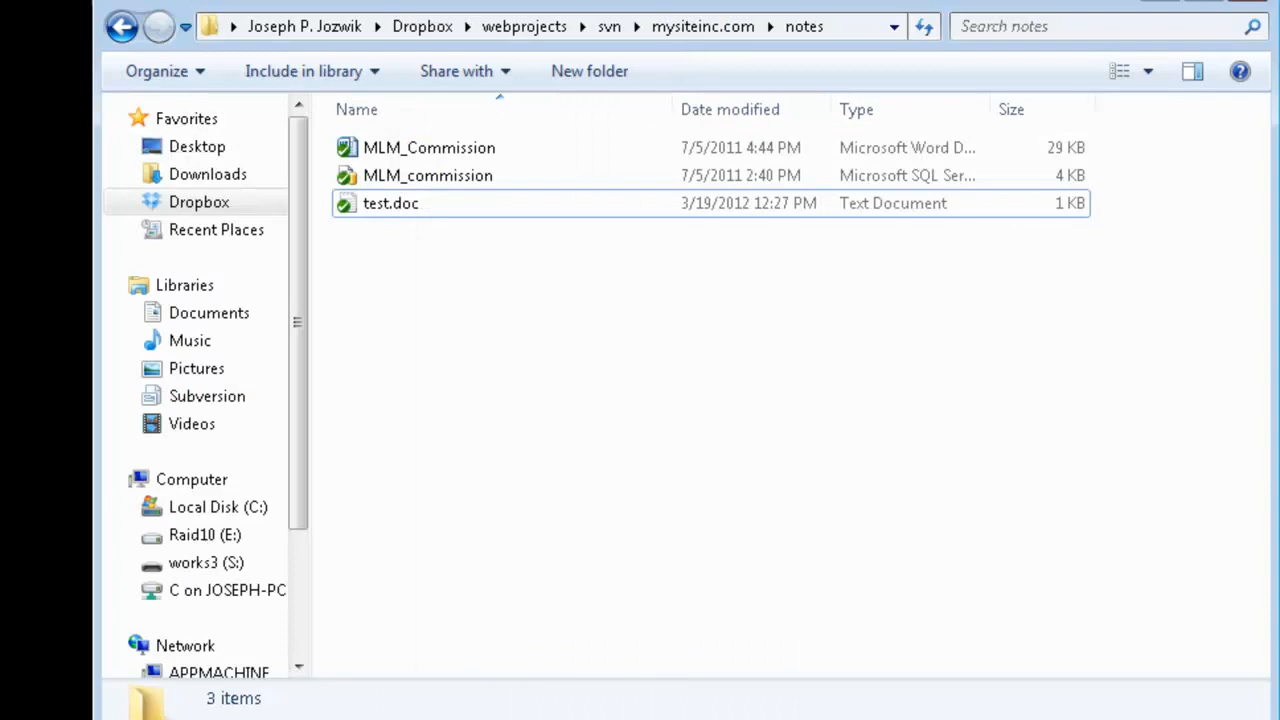 Joseph P. Jozwik Dropbox webprojects svn mysiteinc.com notes Search notes
Organize Include in library Share with New folder
Name Date modified Type Size
MLM_Commission 7/5/2011 4:44 PM Microsoft Word D... 29 KB
MLM_commission 7/5/2011 2:40 PM Microsoft SQL Ser... 4 KB
test.doc 3/19/2012 12:27 PM Text Document 1 KB
Favorites
Desktop
Downloads
Dropbox
Recent Places
Libraries
Documents
Music
Pictures
Subversion
Videos
Computer
Local Disk (C:)
Raid10 (E:)
works3 (S:)
C on JOSEPH-PC
Network
APPMACHINE
3 items